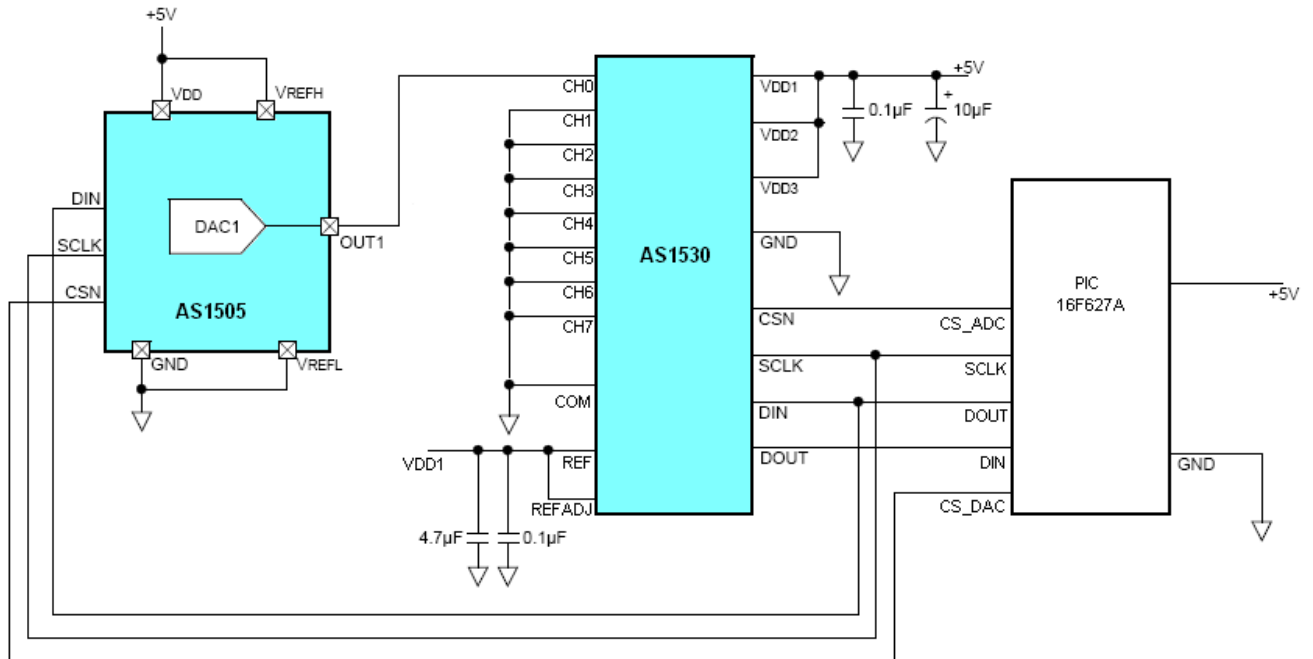 +5V
VDD
VREFH
DIN
SCLK
CSN
DAC1
OUT1
AS1505
GND
VREFL
CH0
CH1
CH2
CH3
CH4
CH5
CH6
CH7
COM
VDD1
REF
REFADJ
4.7µF
0.1µF
AS1530
VDD1
VDD2
VDD3
GND
CSN
SCLK
DIN
DOUT
+5V
0.1µF
+
10µF
PIC
16F627A
CS_ADC
SCLK
DOUT
DIN
CS_DAC
+5V
GND